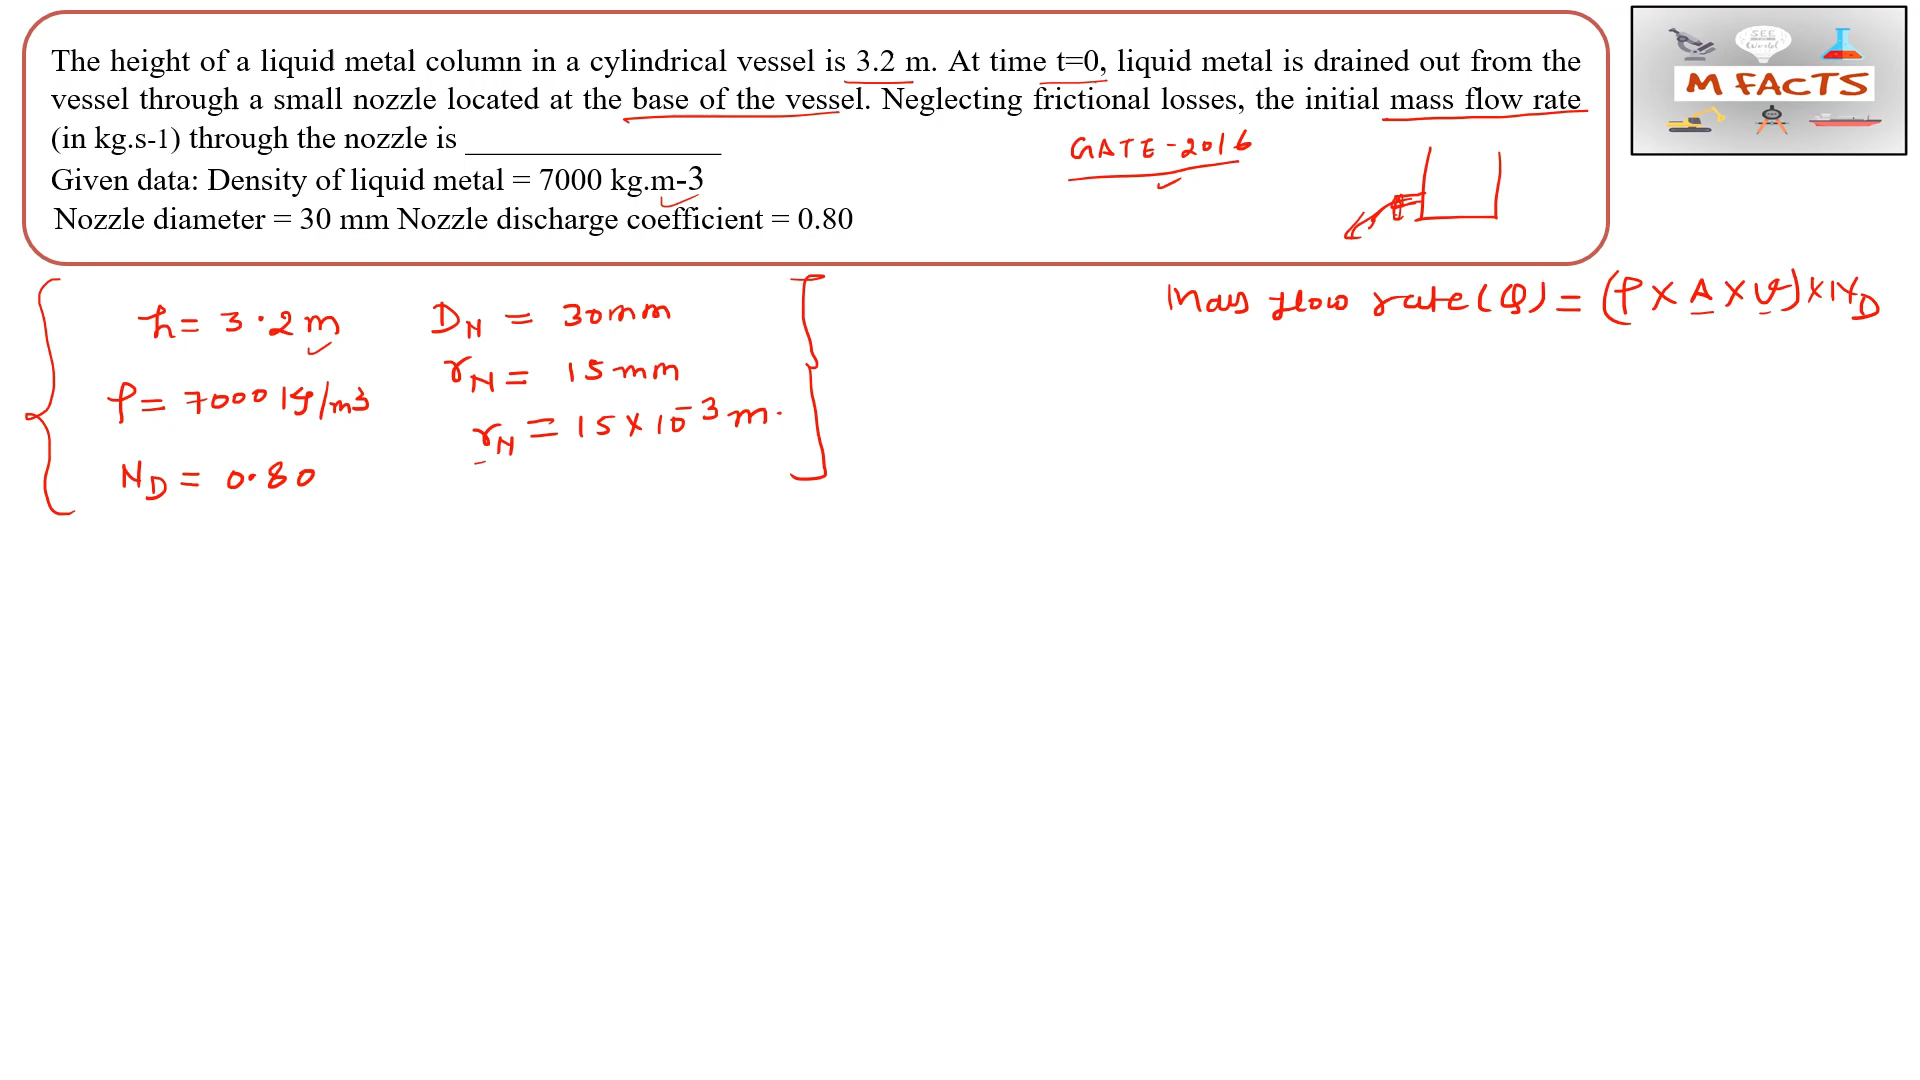 The height of a liquid metal column in a cylindrical vessel is 3.2 m. At time t=0, liquid metal is drained out from the
vessel through a small nozzle located at the base of the vessel. Neglecting frictional losses, the initial mass flow rate
(in kg.s-1) through the nozzle is ________________
GATE-2016
Given data: Density of liquid metal = 7000 kg.m-3
Nozzle diameter = 30 mm Nozzle discharge coefficient = 0.80
SEE
World
M FACTS
h = 3.2 m
ρ = 7000 kg/m3
N_D = 0.80
D_N = 30mm
r_N = 15mm
r_N = 15 × 10^-3 m.
Mass flow rate (Q) = (ρ × A × v) × N_D